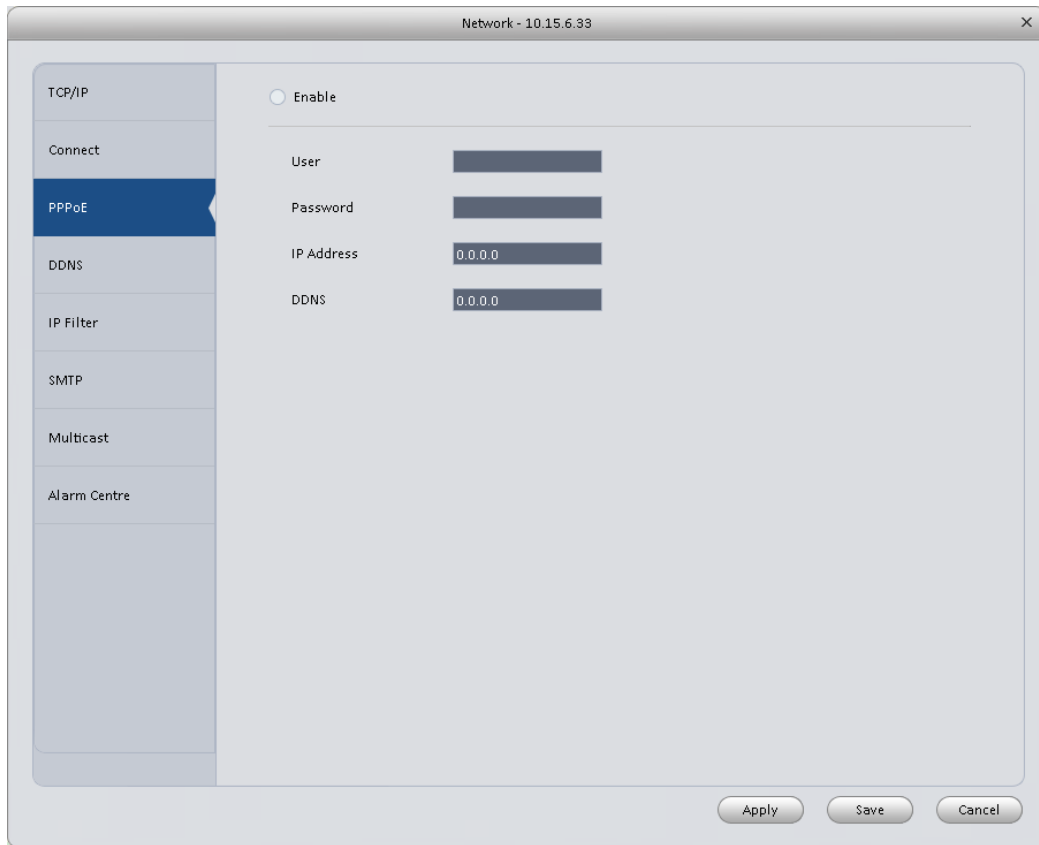 Network - 10.15.6.33
TCP/IP
Connect
PPPoE
DDNS
IP Filter
SMTP
Multicast
Alarm Centre
Enable
User
Password
IP Address 0.0.0.0
DDNS 0.0.0.0
Apply Save Cancel